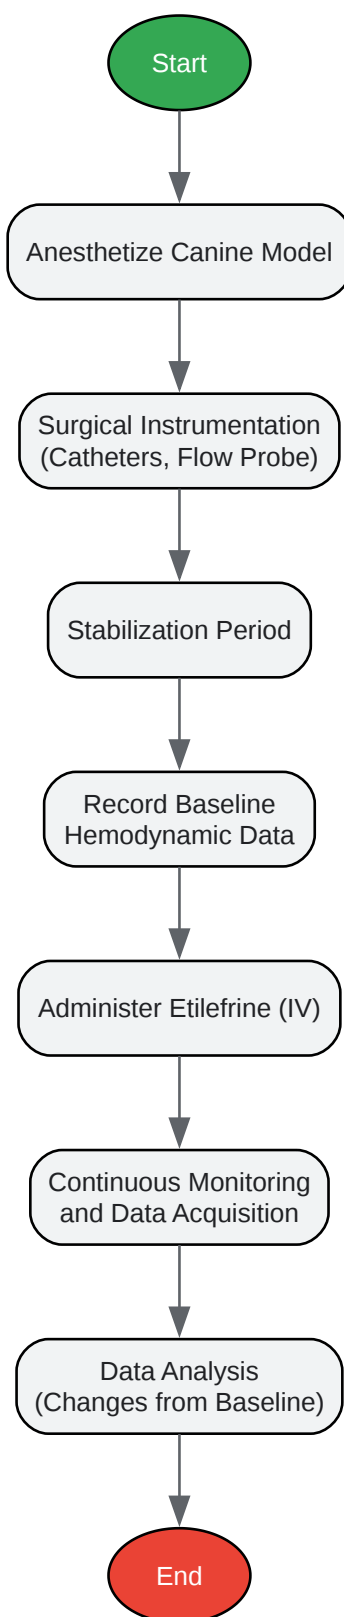 Start
Anesthetize Canine Model
Surgical Instrumentation
(Catheters, Flow Probe)
Stabilization Period
Record Baseline
Hemodynamic Data
Administer Etilefrine (IV)
Continuous Monitoring
and Data Acquisition
Data Analysis
(Changes from Baseline)
End